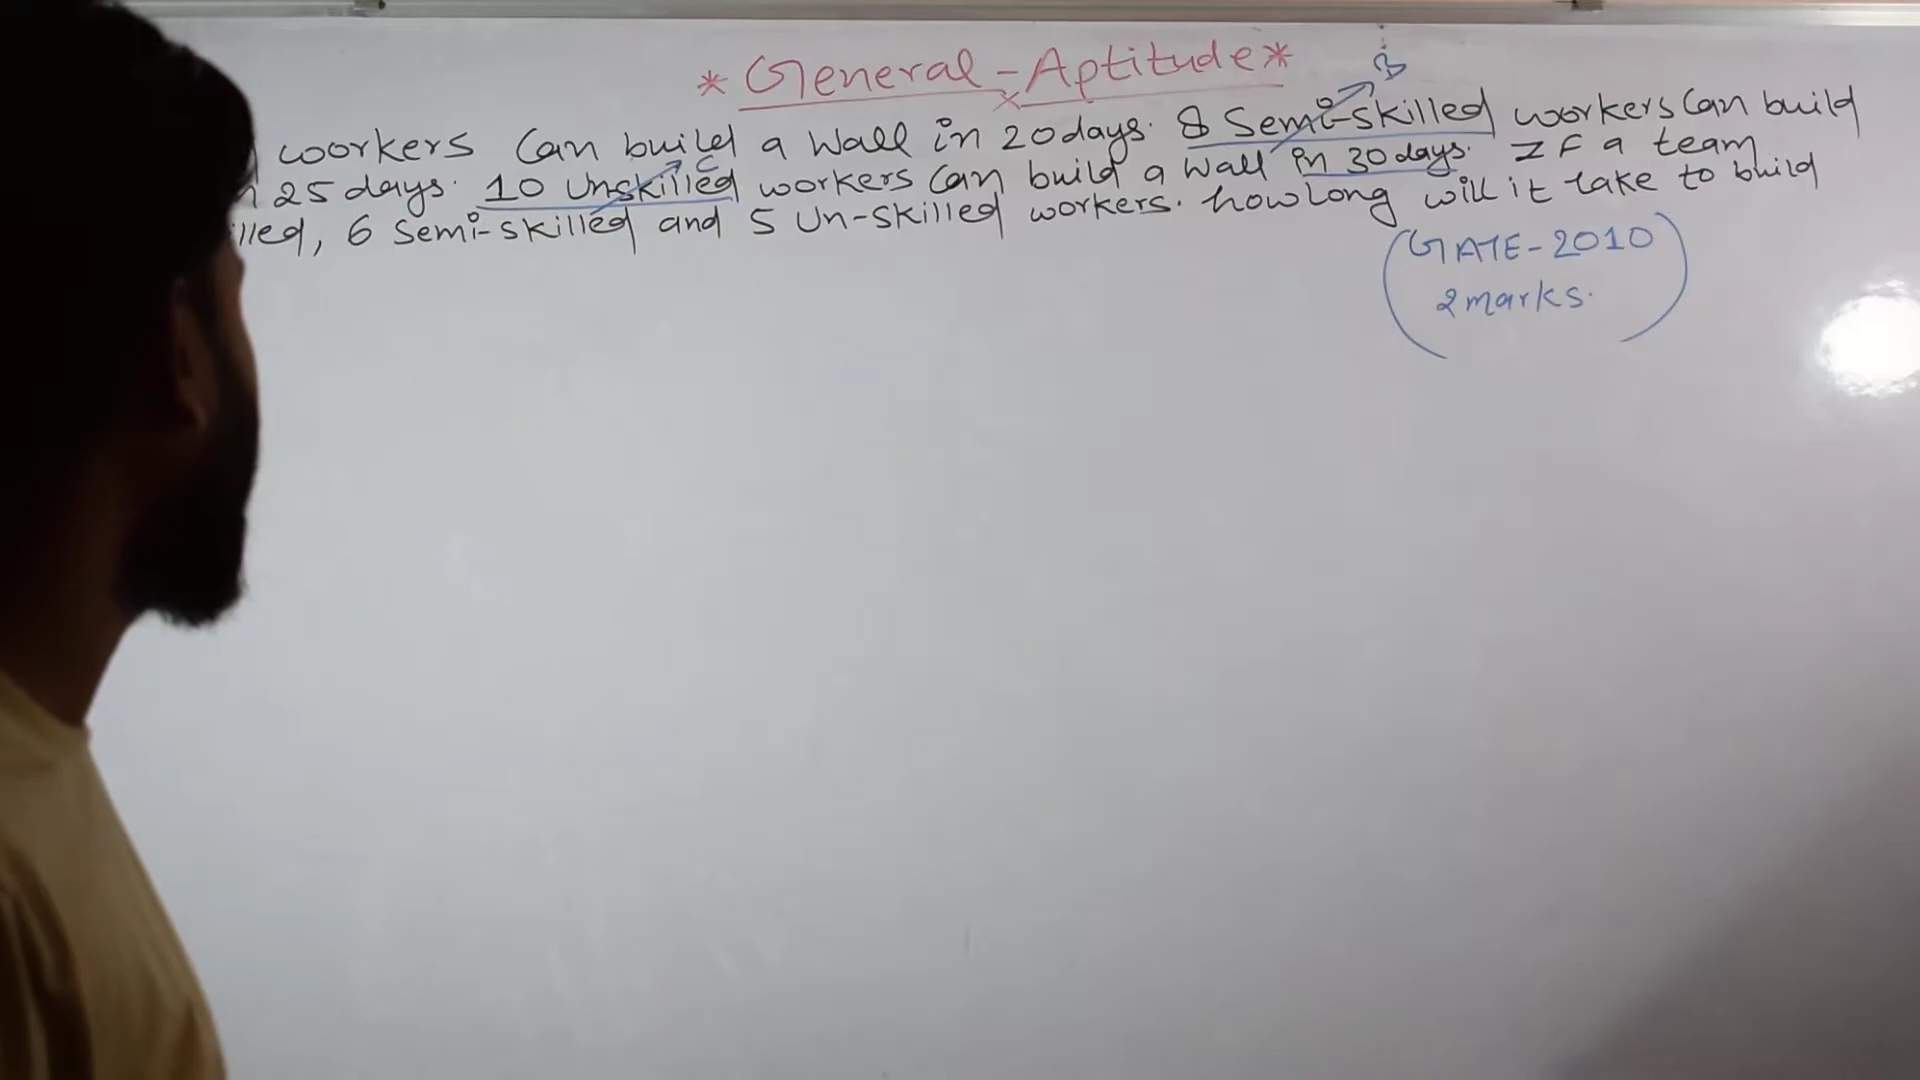 * General-Aptitude *
B
workers Can build a Wall in 20 days. 8 Semi-skilled workers Can build
25 days. 10 Unskilled workers Can build a Wall in 30 days. IF a team
C
illed, 6 Semi-skilled and 5 Un-skilled workers. how long will it take to build
(GATE-2010
2 marks.)